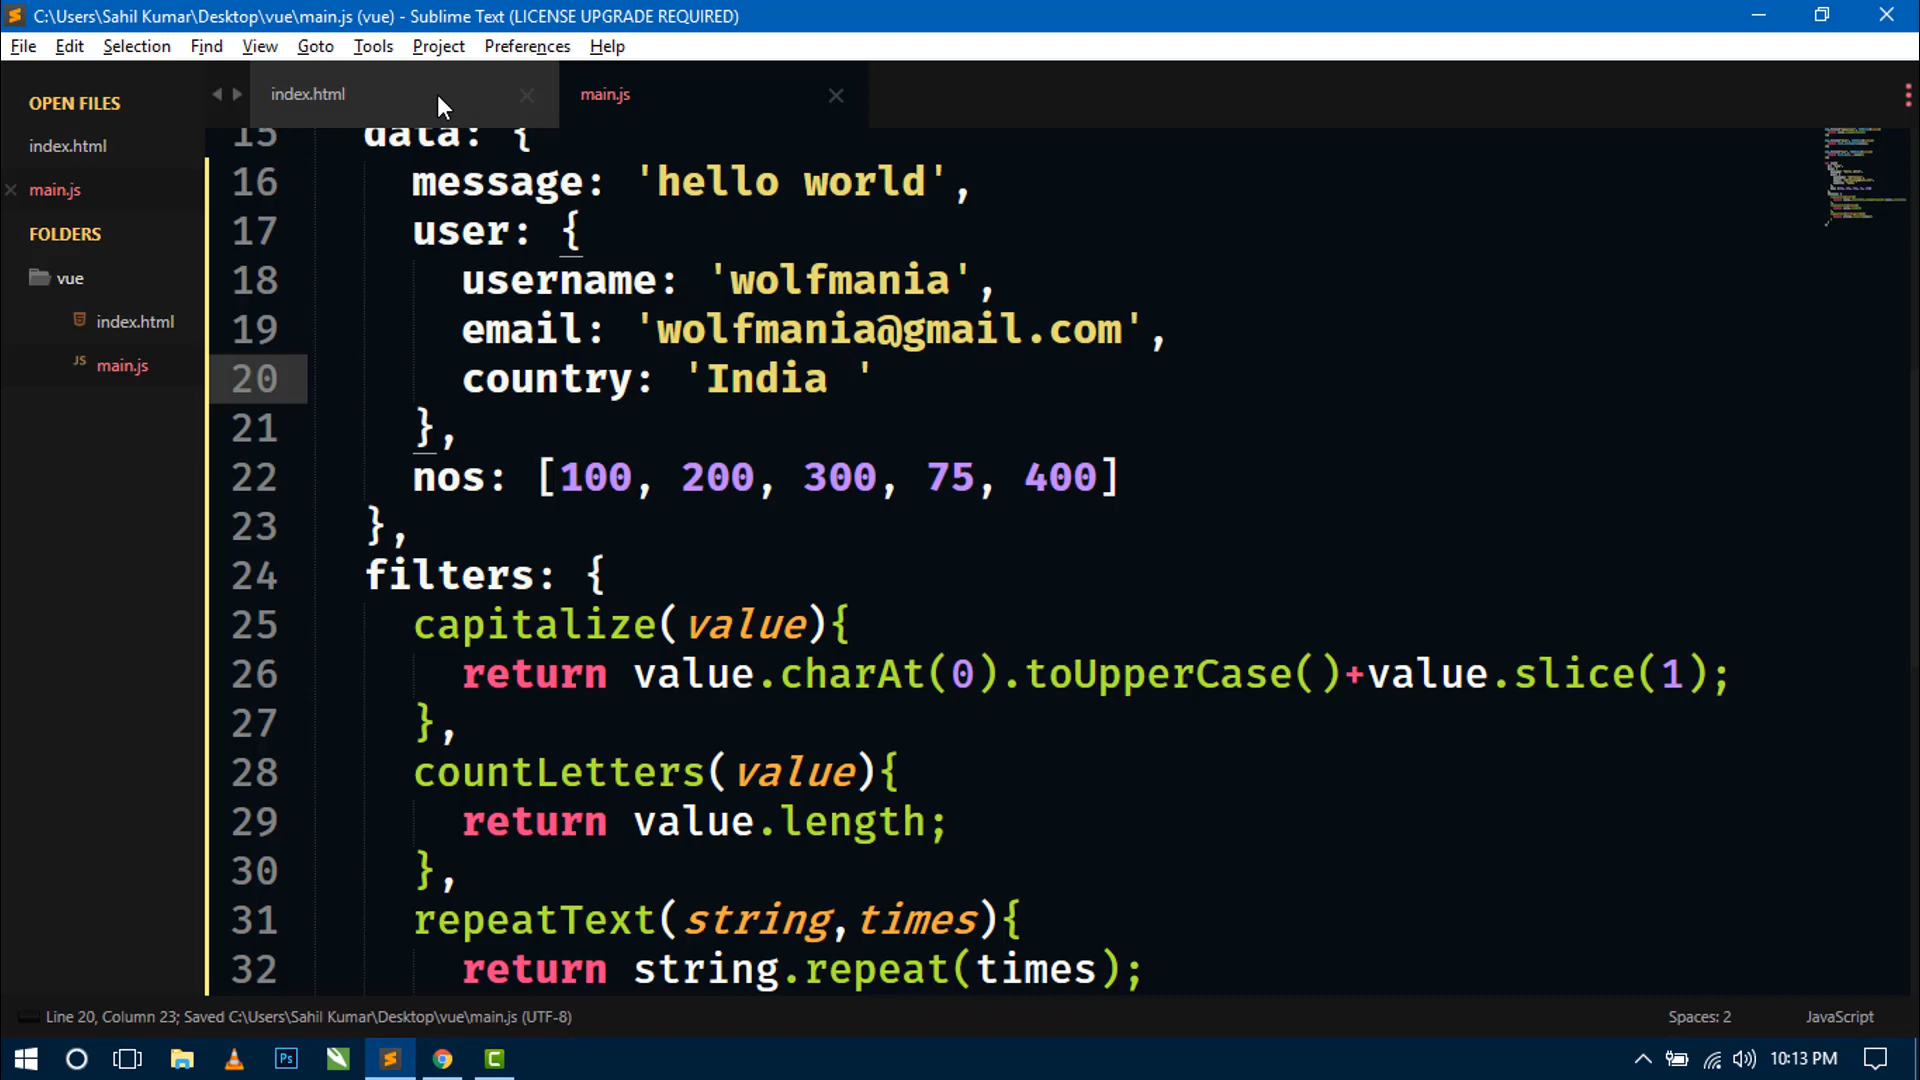 C:\Users\Sahil Kumar\Desktop\vue\main.js (vue) - Sublime Text (LICENSE UPGRADE REQUIRED)
File Edit Selection Find View Goto Tools Project Preferences Help
OPEN FILES
index.html
main.js
FOLDERS
vue
index.html
JS main.js
index.html main.js
15 data: {
16 message: 'hello world',
17 user: {
18 username: 'wolfmania',
19 email: 'wolfmania@gmail.com',
20 country: 'India '
21 },
22 nos: [100, 200, 300, 75, 400]
23 },
24 filters: {
25 capitalize(value){
26 return value.charAt(0).toUpperCase()+value.slice(1);
27 },
28 countLetters(value){
29 return value.length;
30 },
31 repeatText(string,times){
32 return string.repeat(times);
Line 20, Column 23; Saved C:\Users\Sahil Kumar\Desktop\vue\main.js (UTF-8) Spaces: 2 JavaScript
Ps
10:13 PM